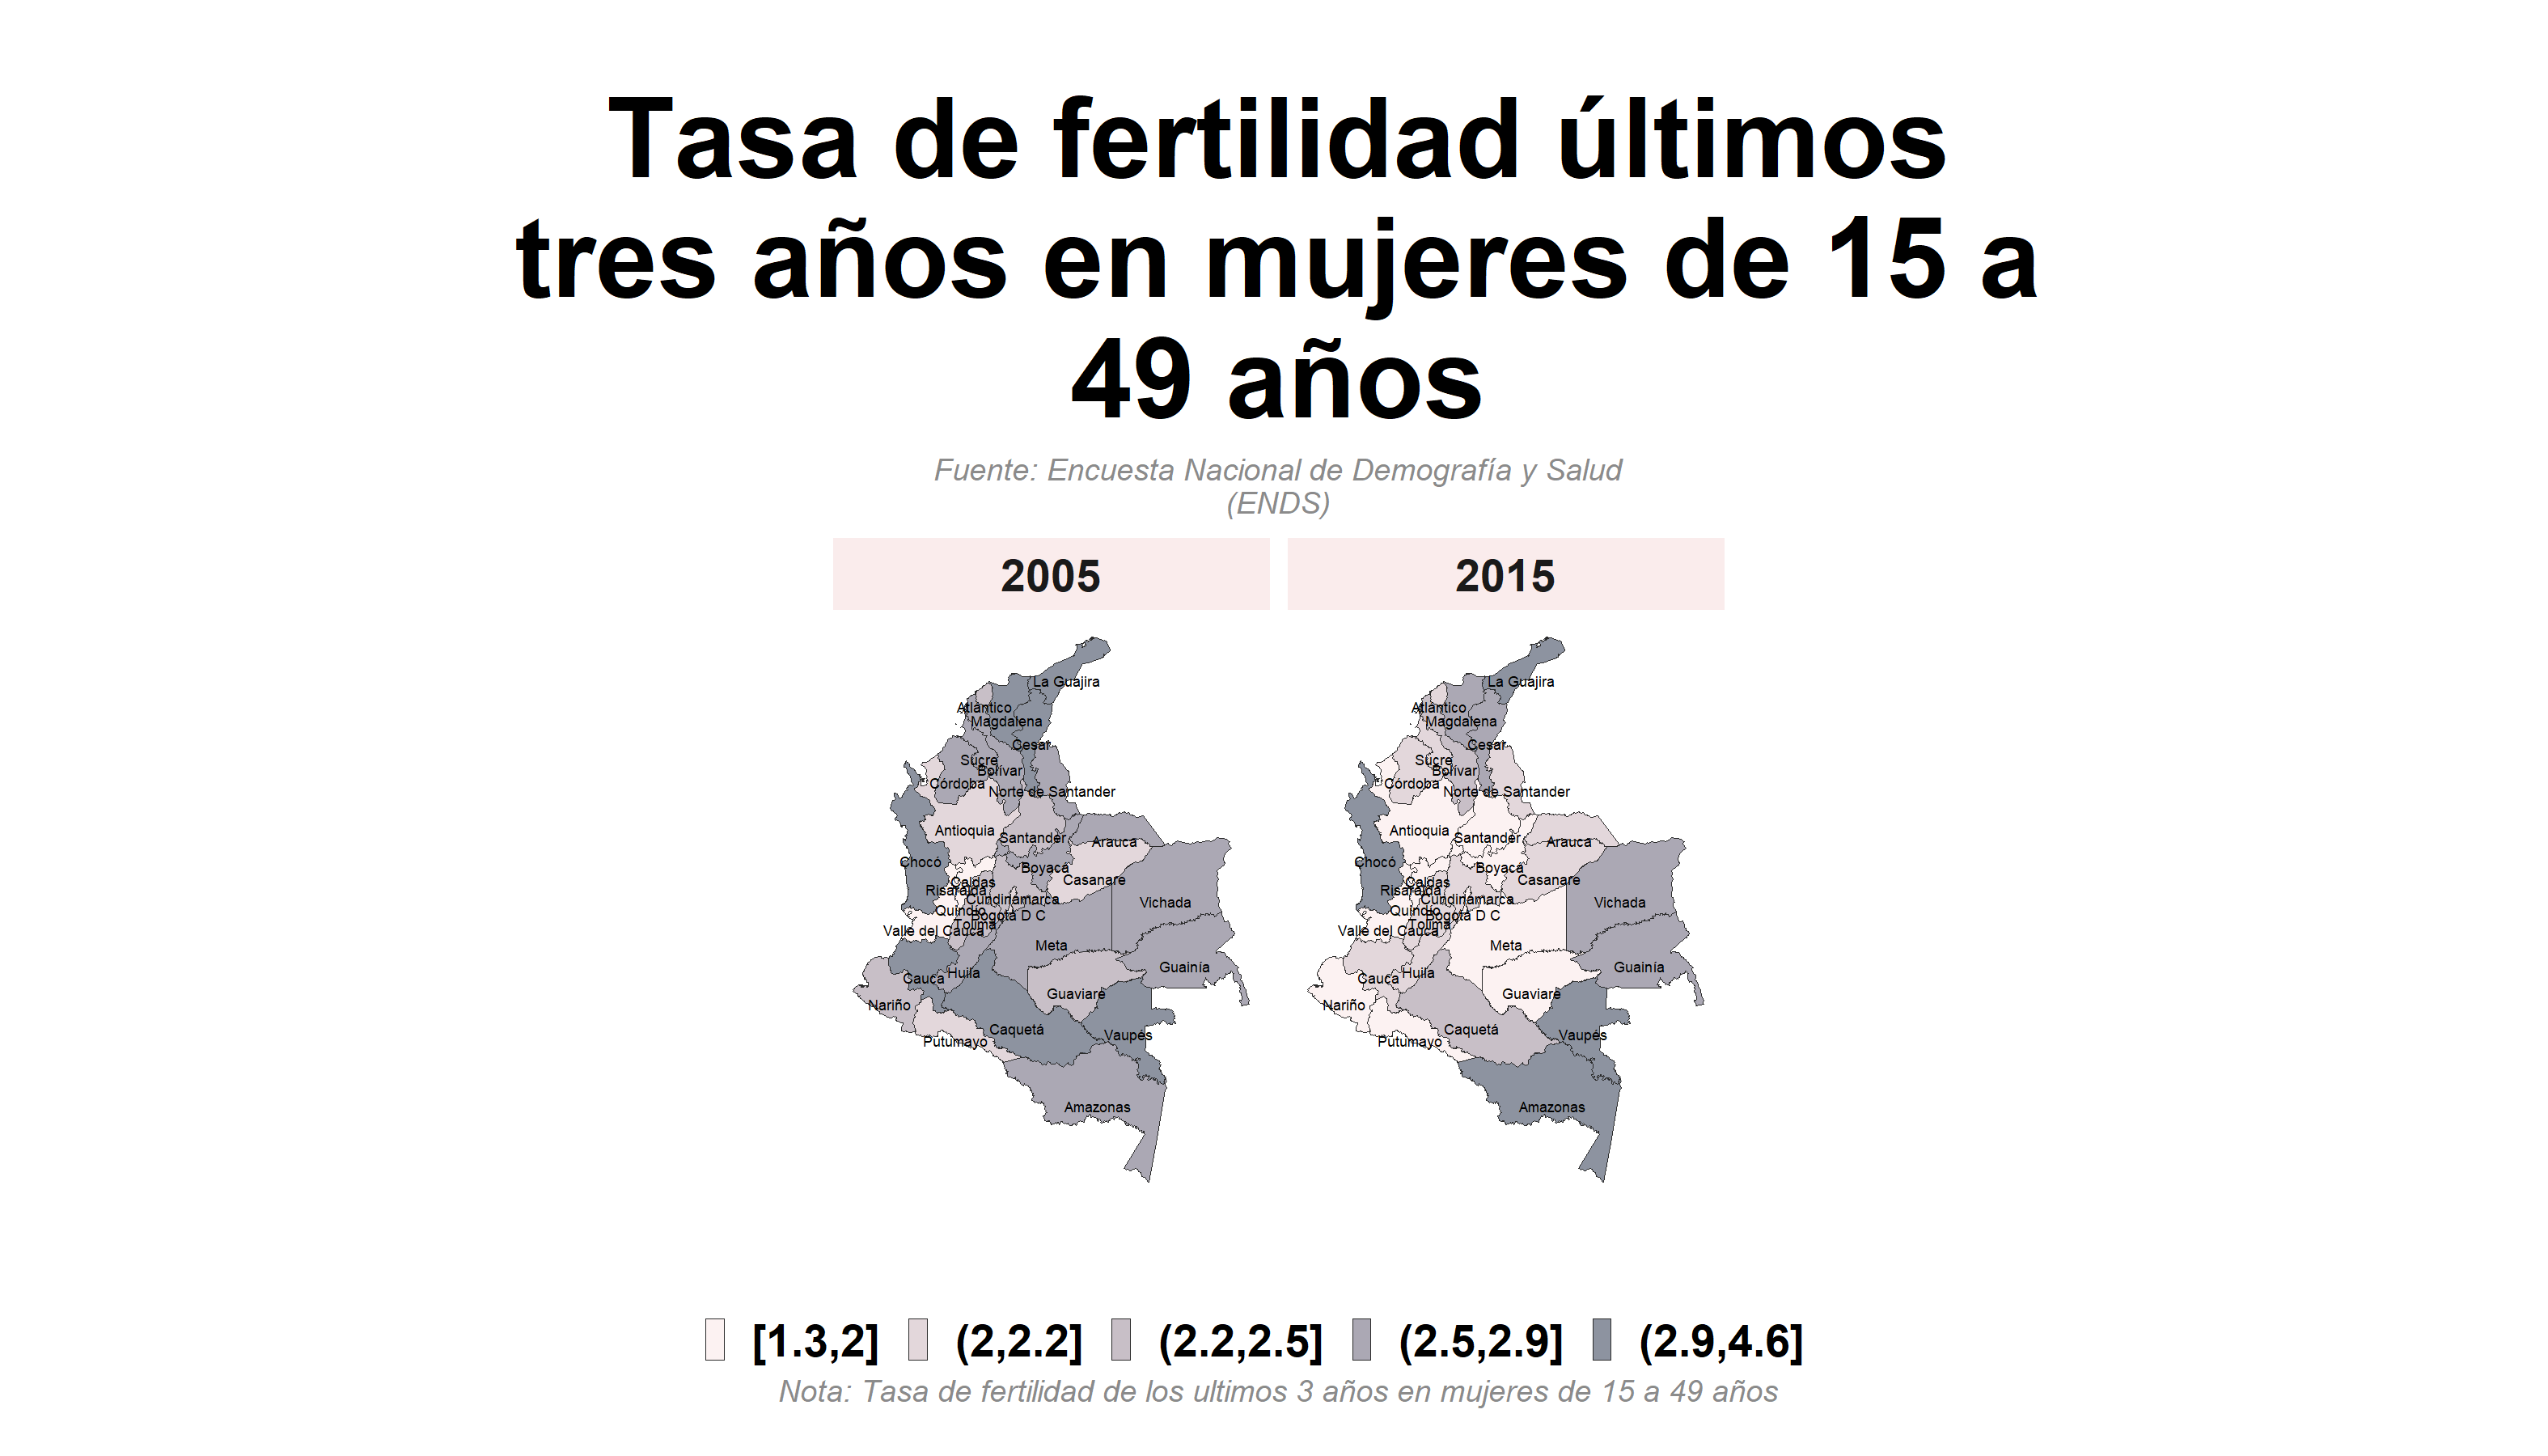 Tasa de fertilidad últimos
tres años en mujeres de 15 a
49 años
Fuente: Encuesta Nacional de Demografía y Salud
(ENDS)
2005
2015
La Guajira
Atlántico
Magdalena
Cesar
Sucre
Bolívar
Córdoba
Norte de Santander
Antioquia
Santander
Arauca
Chocó
Boyacá
Caldas
Casanare
Risaralda
Cundinamarca
Vichada
Quindío
Bogotá D C
Tolima
Valle del Cauca
Meta
Guainía
Huila
Cauca
Guaviare
Nariño
Caquetá
Vaupés
Putumayo
Amazonas
La Guajira
Atlántico
Magdalena
Cesar
Sucre
Bolívar
Córdoba
Norte de Santander
Antioquia
Santander
Arauca
Chocó
Boyacá
Caldas
Casanare
Risaralda
Cundinamarca
Vichada
Quindío
Bogotá D C
Tolima
Valle del Cauca
Meta
Guainía
Huila
Cauca
Guaviare
Nariño
Caquetá
Vaupés
Putumayo
Amazonas
[1.3,2] (2,2.2] (2.2,2.5] (2.5,2.9] (2.9,4.6]
Nota: Tasa de fertilidad de los ultimos 3 años en mujeres de 15 a 49 años